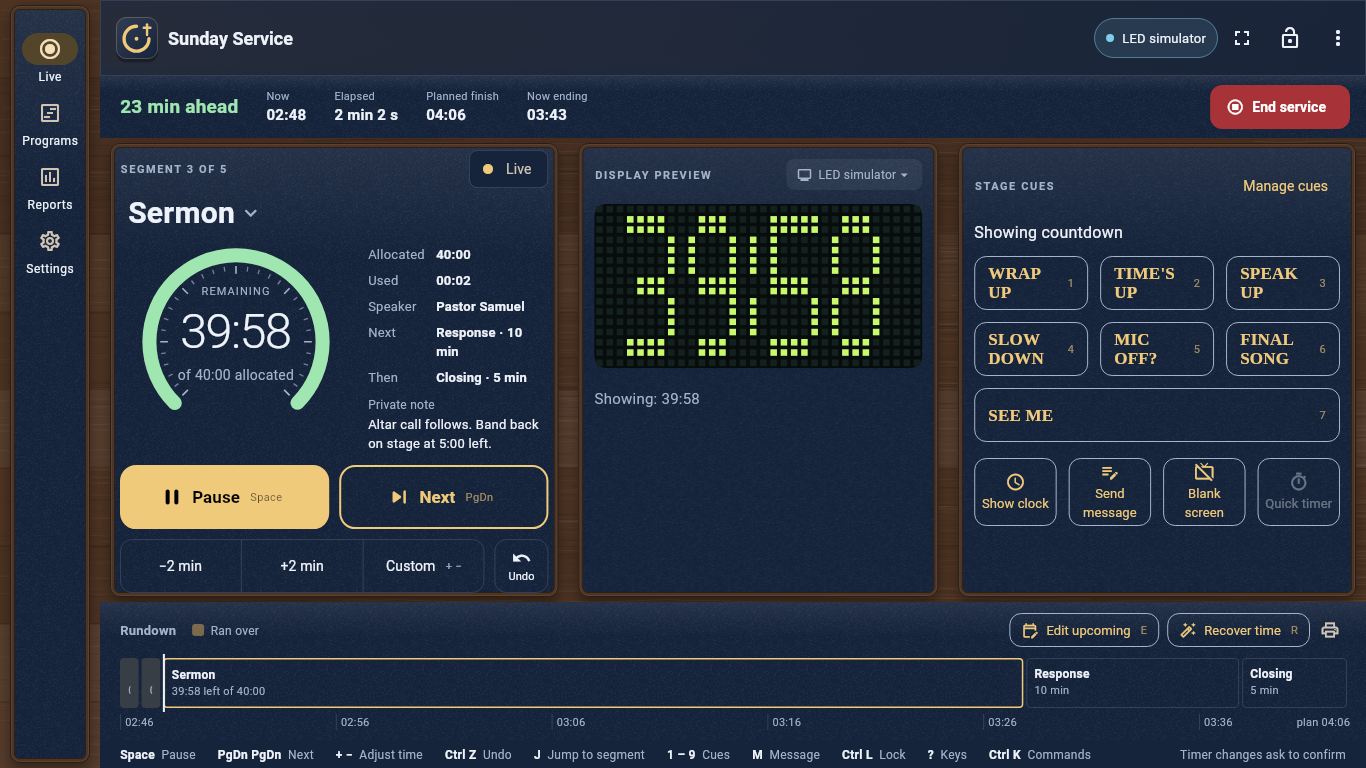 Sunday Service
LED simulator
Live
Programs
Reports
Settings
23 min ahead
Now
02:48
Elapsed
2 min 2 s
Planned finish
04:06
Now ending
03:43
End service
SEGMENT 3 OF 5
Live
Sermon
REMAINING
39:58
of 40:00 allocated
Allocated 40:00
Used 00:02
Speaker Pastor Samuel
Next Response · 10
min
Then Closing · 5 min
Private note
Altar call follows. Band back
on stage at 5:00 left.
Pause Space
Next PgDn
−2 min
+2 min
Custom + −
Undo
DISPLAY PREVIEW
LED simulator
39:58
Showing: 39:58
STAGE CUES
Manage cues
Showing countdown
WRAP
UP 1
TIME'S
UP 2
SPEAK
UP 3
SLOW
DOWN 4
MIC
OFF? 5
FINAL
SONG 6
SEE ME 7
Show clock
Send
message
Blank
screen
Quick timer
Rundown
Ran over
Edit upcoming E
Recover time R
Sermon
39:58 left of 40:00
Response
10 min
Closing
5 min
02:46 02:56 03:06 03:16 03:26 03:36 plan 04:06
Space Pause PgDn PgDn Next + − Adjust time Ctrl Z Undo J Jump to segment 1 – 9 Cues M Message Ctrl L Lock ? Keys Ctrl K Commands Timer changes ask to confirm